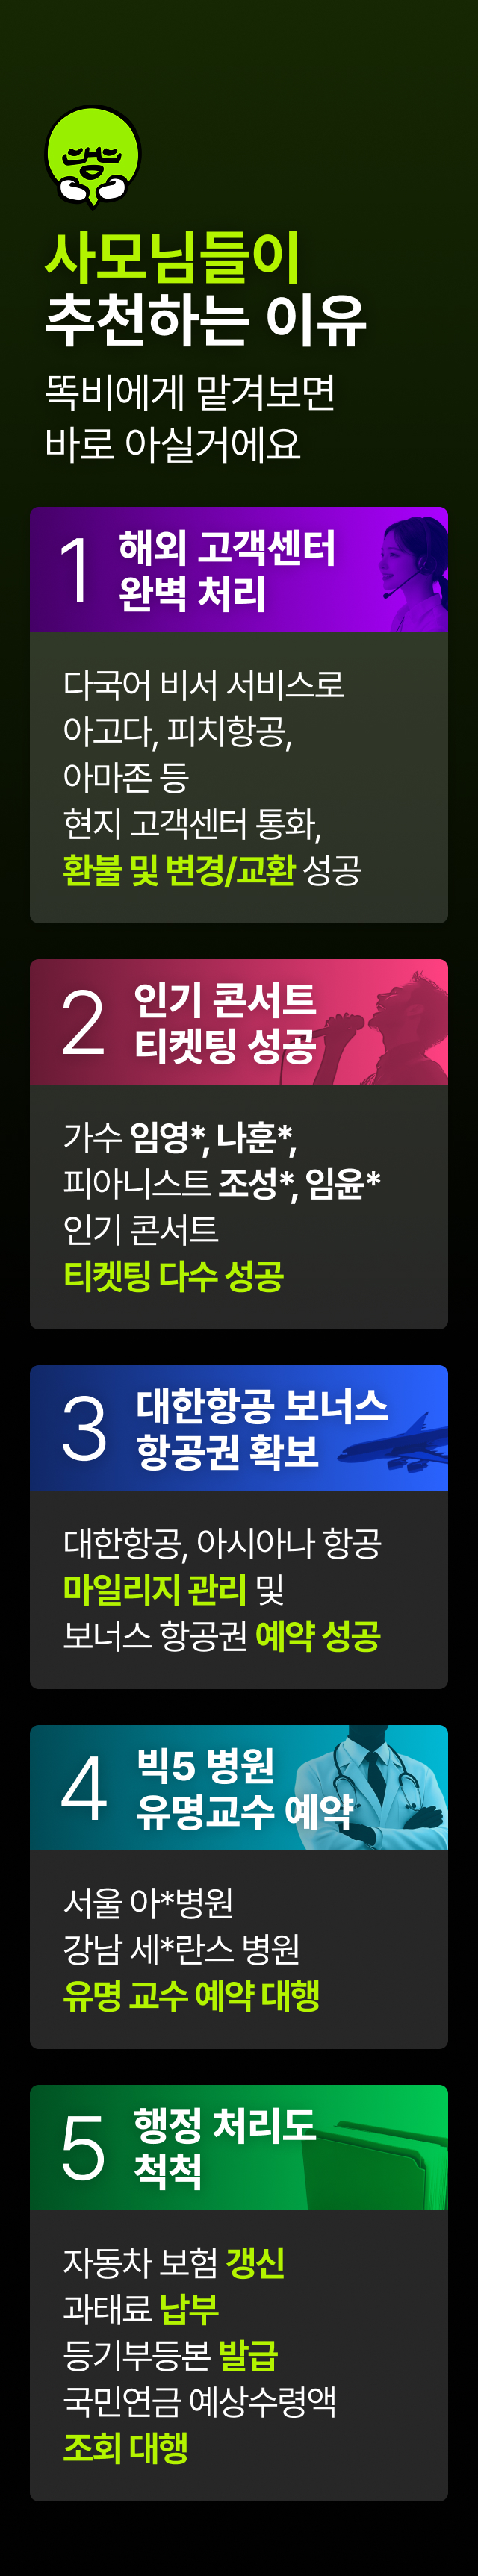 사모님들이
추천하는 이유
똑비에게 맡겨보면
바로 아실거에요
1
해외 고객센터
완벽 처리
다국어 비서 서비스로
아고다, 피치항공,
아마존 등
현지 고객센터 통화,
환불 및 변경/교환 성공
2
인기 콘서트
티켓팅 성공
가수 임영*, 나훈*,
피아니스트 조성*, 임윤*
인기 콘서트
티켓팅 다수 성공
3
대한항공 보너스
항공권 확보
대한항공, 아시아나 항공
마일리지 관리 및
보너스 항공권 예약 성공
4
빅5 병원
유명교수 예약
서울 아*병원
강남 세*란스 병원
유명 교수 예약 대행
5
행정 처리도
척척
자동차 보험 갱신
과태료 납부
등기부등본 발급
국민연금 예상수령액
조회 대행